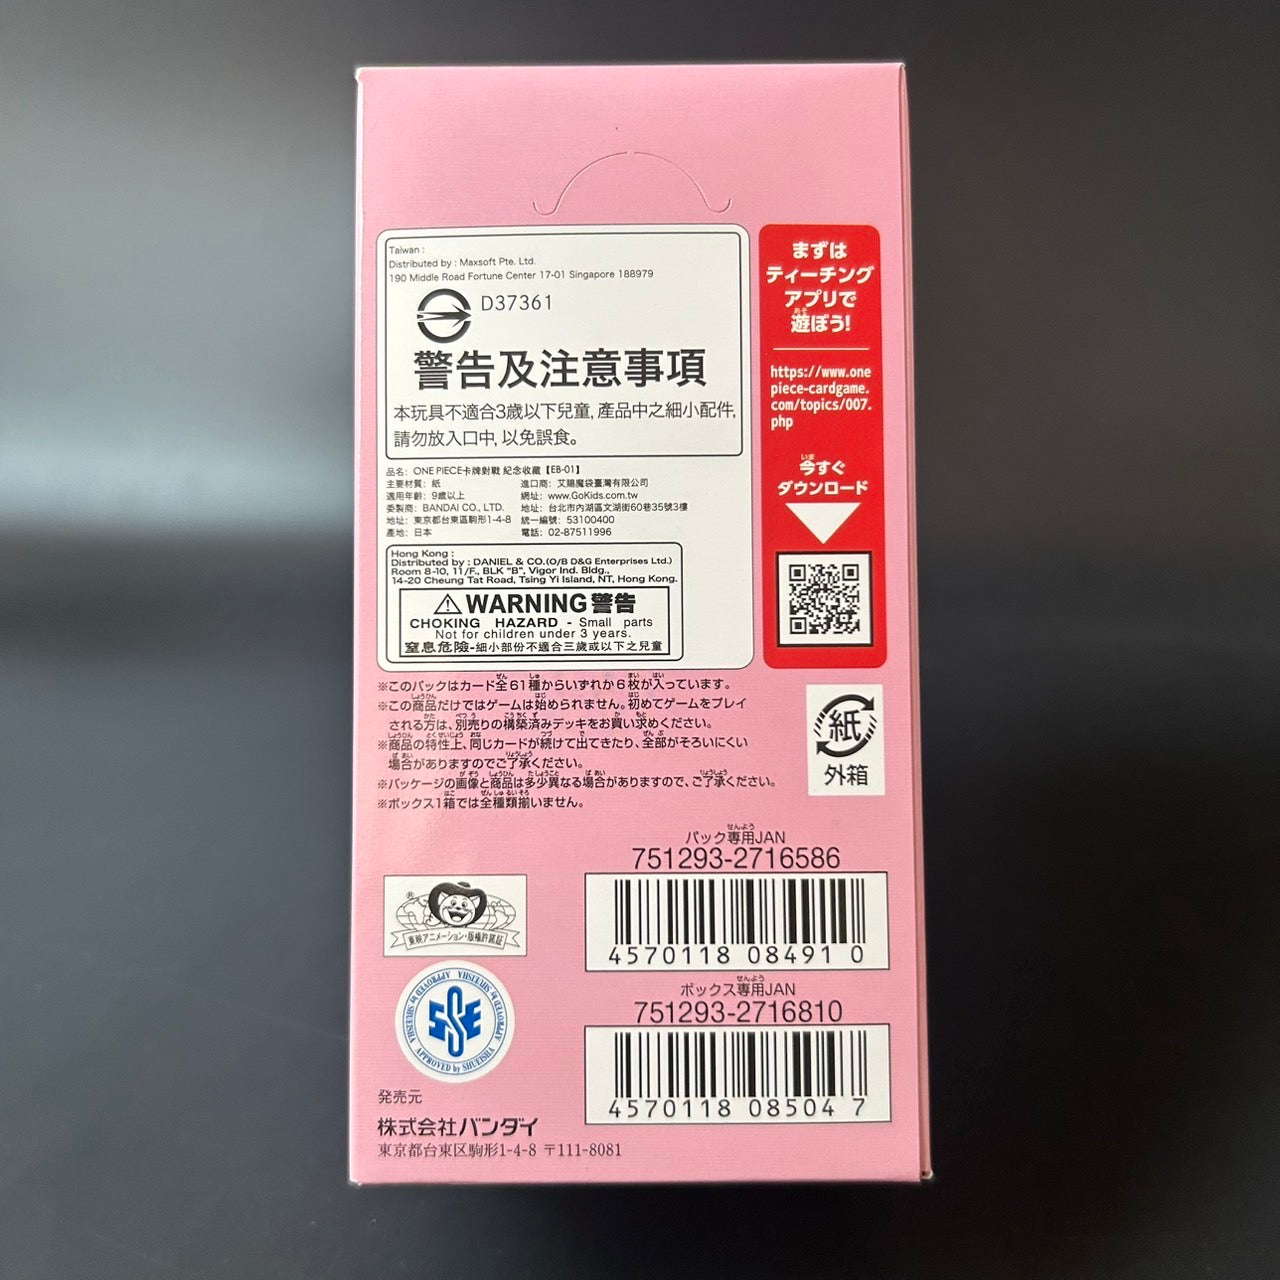 Taiwan :
Distributed by : Maxsoft Pte. Ltd.
190 Middle Road Fortune Center 17-01 Singapore 188979
D37361
警告及注意事項
本玩具不適合3歲以下兒童, 產品中之細小配件,
請勿放入口中, 以免誤食。
品名: ONE PIECE卡牌對戰 紀念收藏【EB-01】
主要材質: 紙
適用年齡: 9歲以上
委製商: BANDAI CO., LTD.
地址: 東京都台東區駒形1-4-8
產地: 日本
進口商: 艾賜魔袋臺灣有限公司
網址: www.GoKids.com.tw
地址: 台北市內湖區文湖街60巷35號3樓
統一編號: 53100400
電話: 02-87511996
Hong Kong :
Distributed by : DANIEL & CO.(O/B D&G Enterprises Ltd.)
Room 8-10, 11/F., BLK "B", Vigor Ind. Bldg.,
14-20 Cheung Tat Road, Tsing Yi Island, NT, Hong Kong.
WARNING 警告
CHOKING HAZARD - Small parts
Not for children under 3 years.
窒息危險-細小部份不適合三歲或以下之兒童
まずは
ティーチング
アプリで
遊ぼう!
https://www.one
piece-cardgame.
com/topics/007.
php
今すぐ
ダウンロード
※このパックはカード全61種からいずれか6枚が入っています。
※この商品だけではゲームは始められません。初めてゲームをプレイ
される方は、別売りの構築済みデッキをお買い求めください。
※商品の特性上、同じカードが続けて出てきたり、全部がそろいにくい
場合がありますのでご了承ください。
※パッケージの画像と商品は多少異なる場合がありますので、ご了承ください。
※ボックス1箱では全種類揃いません。
紙
外箱
パック専用JAN
751293-2716586
4570118 08491 0
ボックス専用JAN
751293-2716810
4570118 08504 7
®
東映アニメーション・版権許諾証
APPROVED by SHUEISHA APPROVED by SHUEISHA APPROVED by SHUEISHA
発売元
株式会社バンダイ
東京都台東区駒形1-4-8 〒111-8081